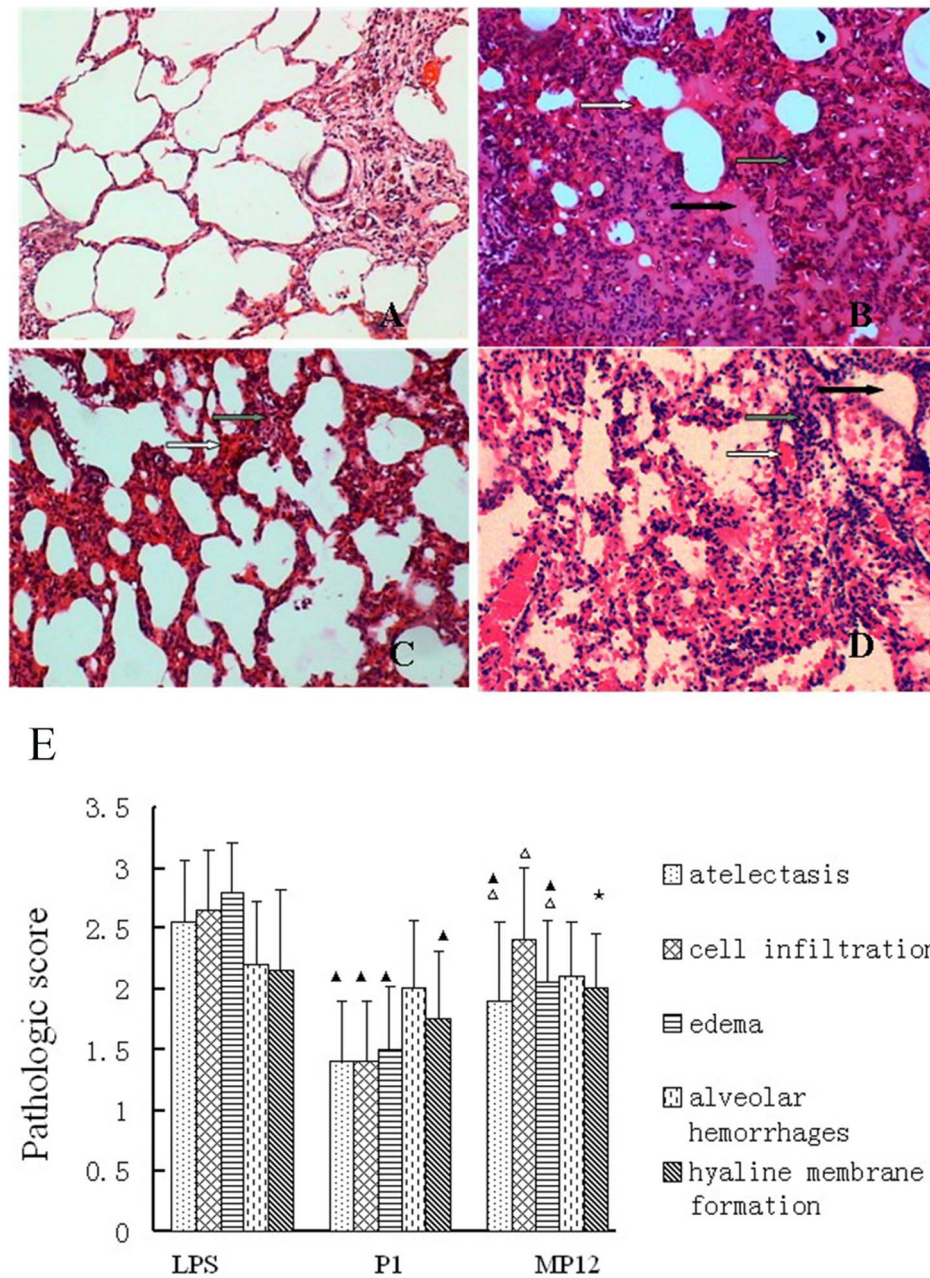 A
B
C
D
E
Pathologic score
3.5
3
2.5
2
1.5
1
0.5
0
▲ ▲ ▲ ▲
▲ △ △ ▲ △ ★
LPS P1 MP12
atelectasis
cell infiltration
edema
alveolar
hemorrhages
hyaline membrane
formation